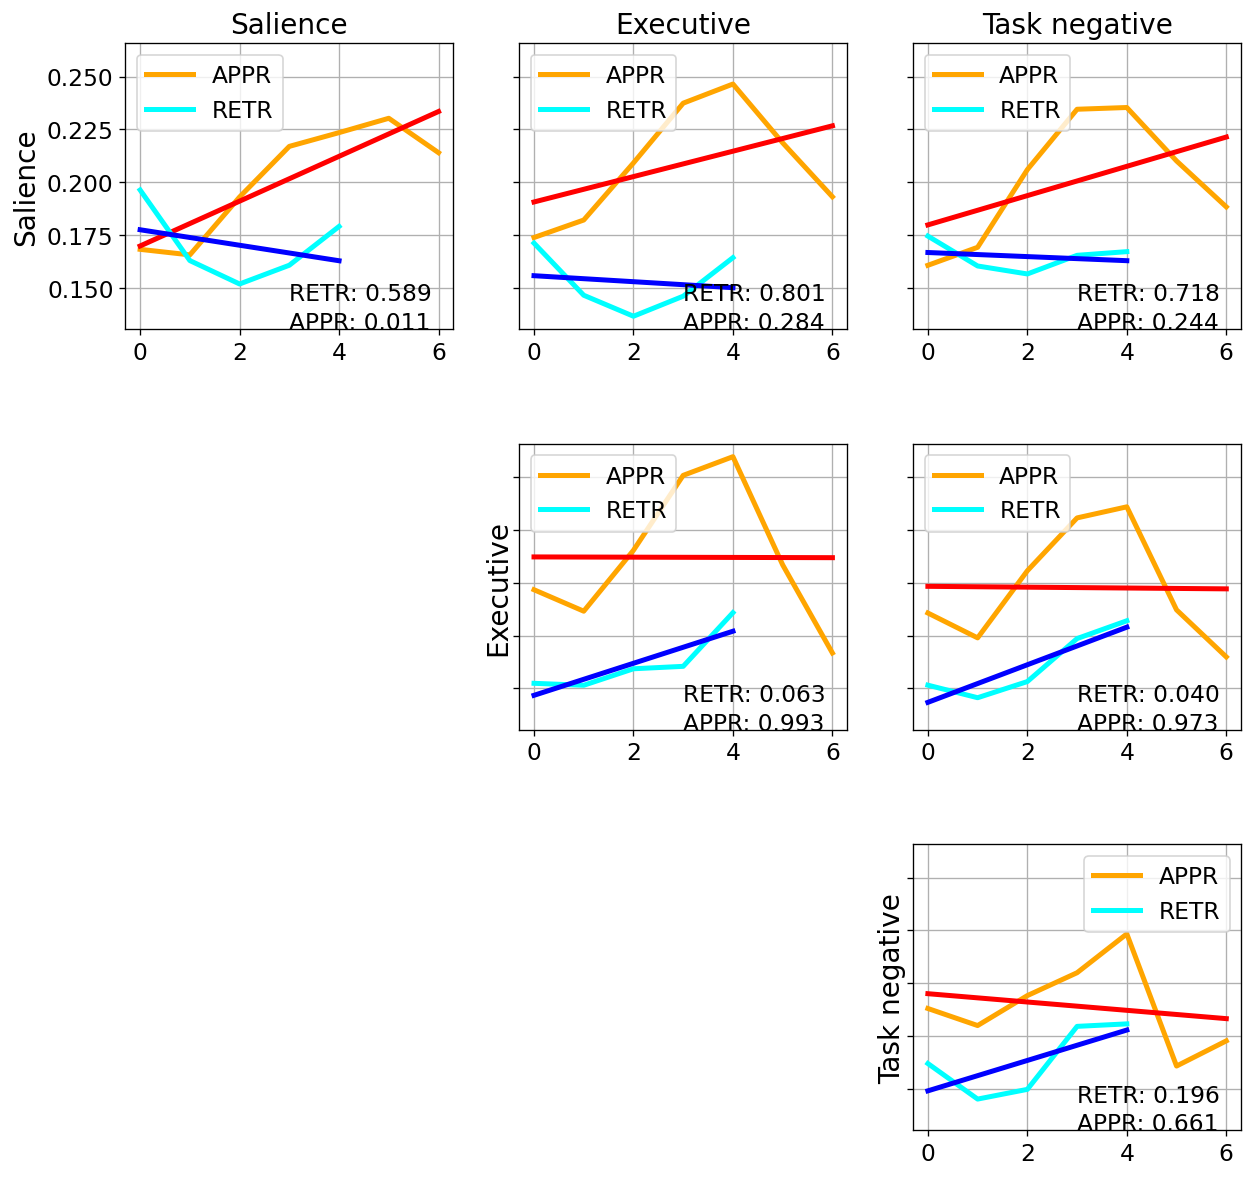 Salience
Executive
Task negative
Salience
0.250
0.225
0.200
0.175
0.150
APPR
RETR
RETR: 0.589
APPR: 0.011
0 2 4 6
APPR
RETR
RETR: 0.801
APPR: 0.284
0 2 4 6
APPR
RETR
RETR: 0.718
APPR: 0.244
0 2 4 6
Executive
APPR
RETR
RETR: 0.063
APPR: 0.993
0 2 4 6
APPR
RETR
RETR: 0.040
APPR: 0.973
0 2 4 6
Task negative
APPR
RETR
RETR: 0.196
APPR: 0.661
0 2 4 6